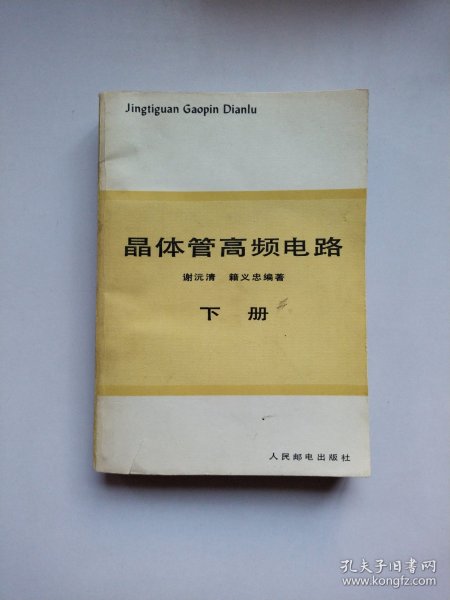 Jingtiguan Gaopin Dianlu
晶体管高频电路
谢沅清 籍义忠编著
下 册
人民邮电出版社
孔夫子旧书网
www.kongfz.com